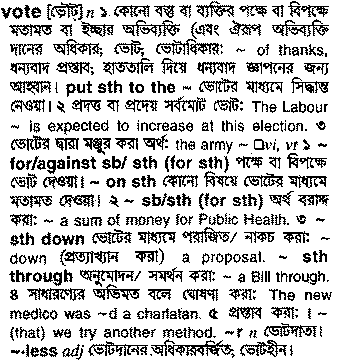 vote [ভোট্] n ১ কোনো বস্তু বা ব্যক্তির পক্ষে বা বিপক্ষে
মতামত বা ইচ্ছার অভিব্যক্তি (এবং ঐরূপ অভিব্যক্তি
দানের অধিকার; ভোট; ভোটাধিকার: ~ of thanks,
ধন্যবাদ প্রস্তাব; হাততালি দিয়ে ধন্যবাদ জ্ঞাপনের জন্য
আহ্বান। put sth to the ~ ভোটের মাধ্যমে সিদ্ধান্ত
নেওয়া। ২ প্রদত্ত বা প্রদেয় সর্বমোট ভোট: The Labour
~ is expected to increase at this election. ৩
ভোটের দ্বারা মঞ্জুর করা অর্থ: the army ~ □vi, vt ১ ~
for/against sb/ sth (for sth) পক্ষে বা বিপক্ষে
ভোট দেওয়া। ~ on sth কোনো বিষয়ে ভোটের মাধ্যমে
মতামত দেওয়া। ২ ~ sb/sth (for sth) অর্থ বরাদ্দ
করা: ~ a sum of money for Public Health. ৩ ~
sth down ভোটের মাধ্যমে পরাজিত/ নাকচ করা: ~
down (প্রত্যাখ্যান করা) a proposal. ~ sth
through অনুমোদন/ সমর্থন করা: ~ a Bill through.
৪ সাধারণ্যের অভিমত বলে ঘোষণা করা: The new
medico was ~d a charlatan. ৫ প্রস্তাব করা: I ~
(that) we try another method. ~r n ভোটদাতা।
~less adj ভোটদানের অধিকারবর্জিত; ভোটহীন।